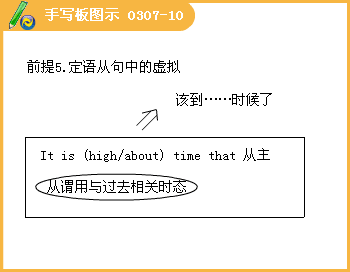 手写板图示 0307-10
前提5.定语从句中的虚拟
该到……时候了
It is (high/about) time that 从主
从谓用与过去相关时态